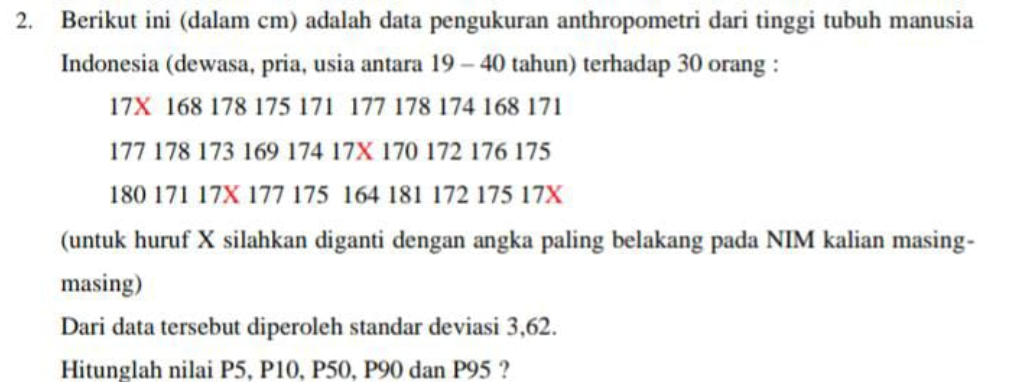 2. Berikut ini (dalam cm) adalah data pengukuran anthropometri dari tinggi tubuh manusia
Indonesia (dewasa, pria, usia antara 19 – 40 tahun) terhadap 30 orang :
17X 168 178 175 171 177 178 174 168 171
177 178 173 169 174 17X 170 172 176 175
180 171 17X 177 175 164 181 172 175 17X
(untuk huruf X silahkan diganti dengan angka paling belakang pada NIM kalian masing-
masing)
Dari data tersebut diperoleh standar deviasi 3,62.
Hitunglah nilai P5, P10, P50, P90 dan P95 ?